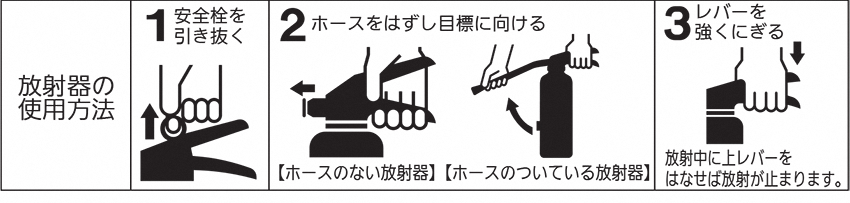 放射器の
使用方法
1 安全栓を
引き抜く
2 ホースをはずし目標に向ける
【ホースのない放射器】【ホースのついている放射器】
3 レバーを
強くにぎる
放射中に上レバーを
はなせば放射が止まります。